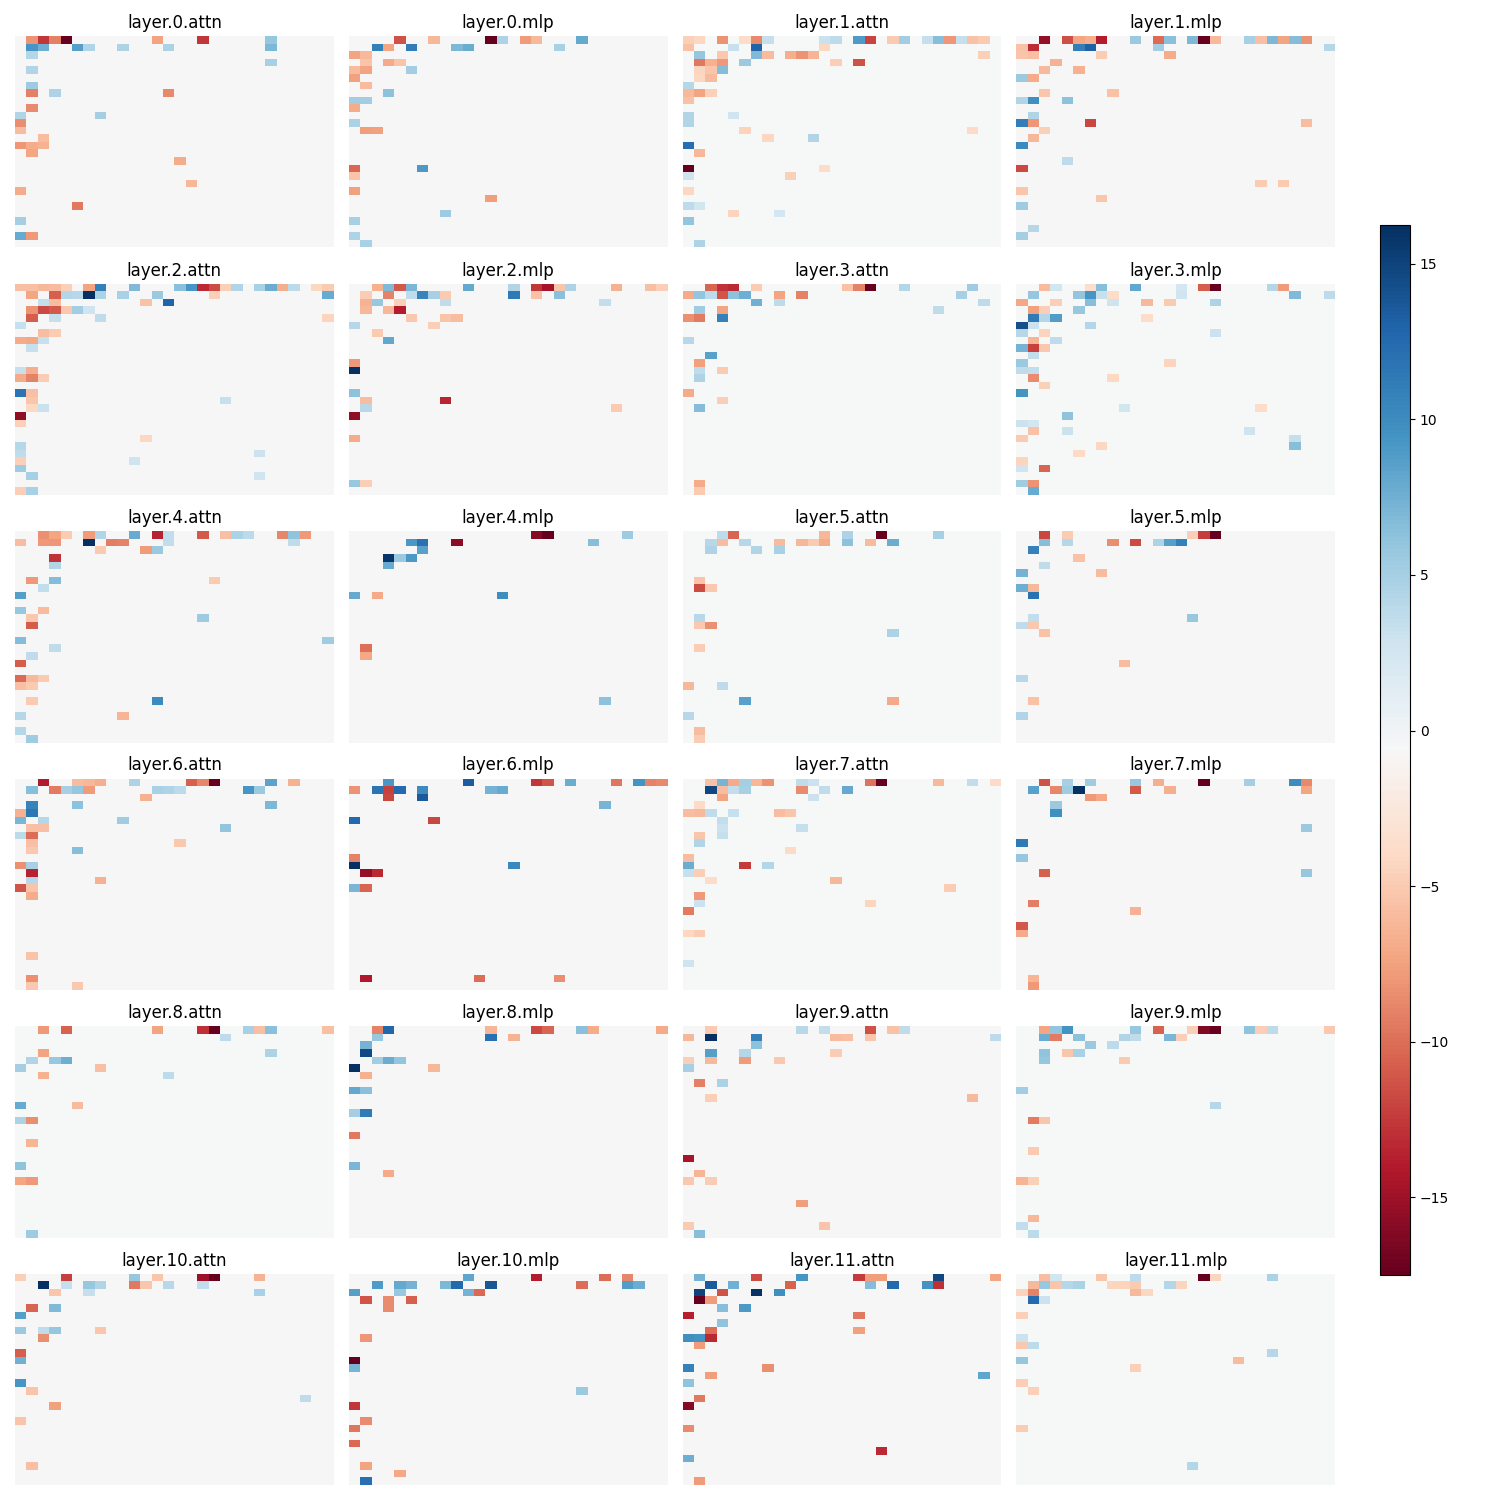 layer.0.attn layer.0.mlp layer.1.attn layer.1.mlp
layer.2.attn layer.2.mlp layer.3.attn layer.3.mlp
layer.4.attn layer.4.mlp layer.5.attn layer.5.mlp
layer.6.attn layer.6.mlp layer.7.attn layer.7.mlp
layer.8.attn layer.8.mlp layer.9.attn layer.9.mlp
layer.10.attn layer.10.mlp layer.11.attn layer.11.mlp
15
10
5
0
−5
−10
−15